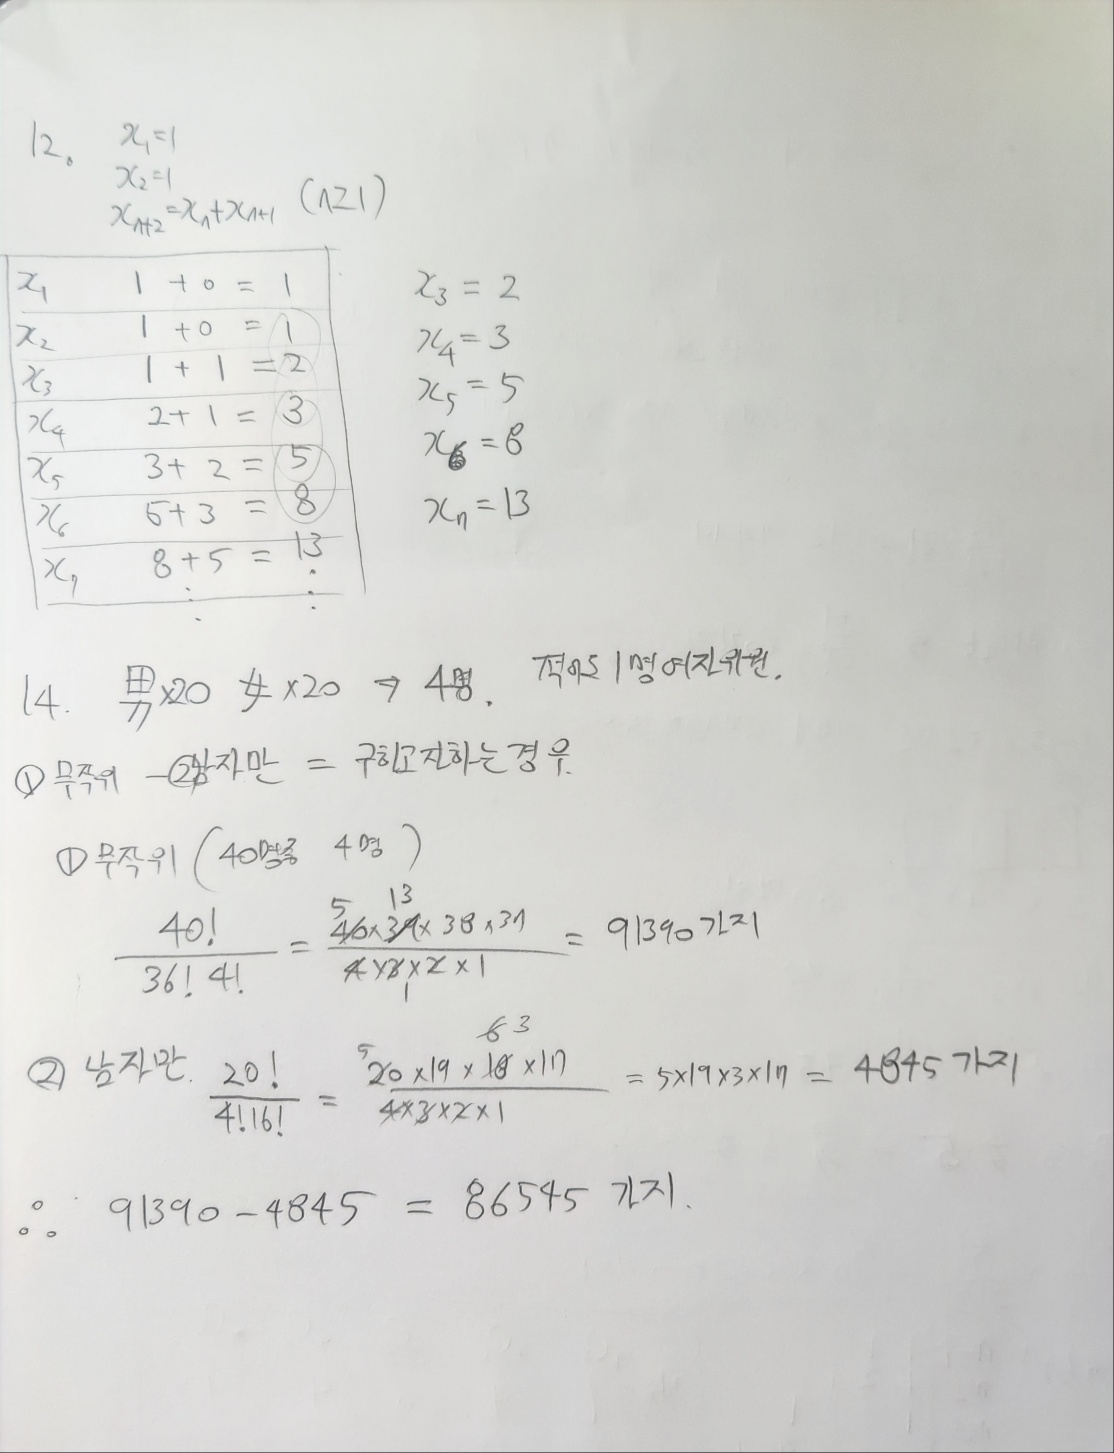 12. x₁=1
x₂=1
xₙ₊₂=xₙ+xₙ₊₁ (n≥1)
x₁ 1 + 0 = 1
x₂ 1 + 0 = 1
x₃ 1 + 1 = 2
x₄ 2 + 1 = 3
x₅ 3 + 2 = 5
x₆ 5 + 3 = 8
x₇ 8 + 5 = 13
⋮ ⋮
x₃ = 2
x₄ = 3
x₅ = 5
x₆ = 8
x₇ = 13
14. 男×20 女×20 → 4명. 적어도 1명 여자위원.
① 무작위 - ② 남자만 = 구하고자하는 경우.
① 무작위 (40명중 4명)
40!/36! 4! = 40×39×38×37/4×3×2×1 = 91390가지
5 13
1
② 남자만. 20!/4!16! = 20×19×18×17/4×3×2×1 = 5×19×3×17 = 4845가지
5 6 3
∴ 91390 - 4845 = 86545 가지.